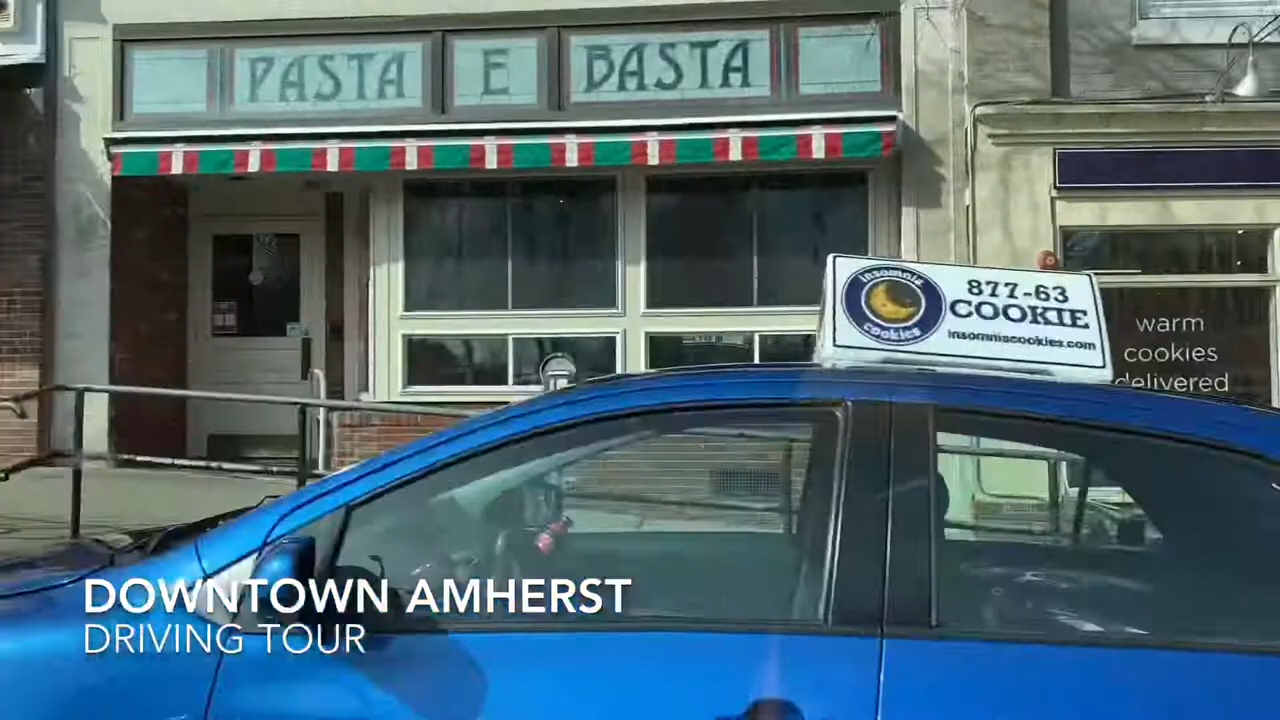 PASTA E BASTA
insomnia
cookies
877-63
COOKIE
insomniacookies.com
warm
cookies
delivered
DOWNTOWN AMHERST
DRIVING TOUR